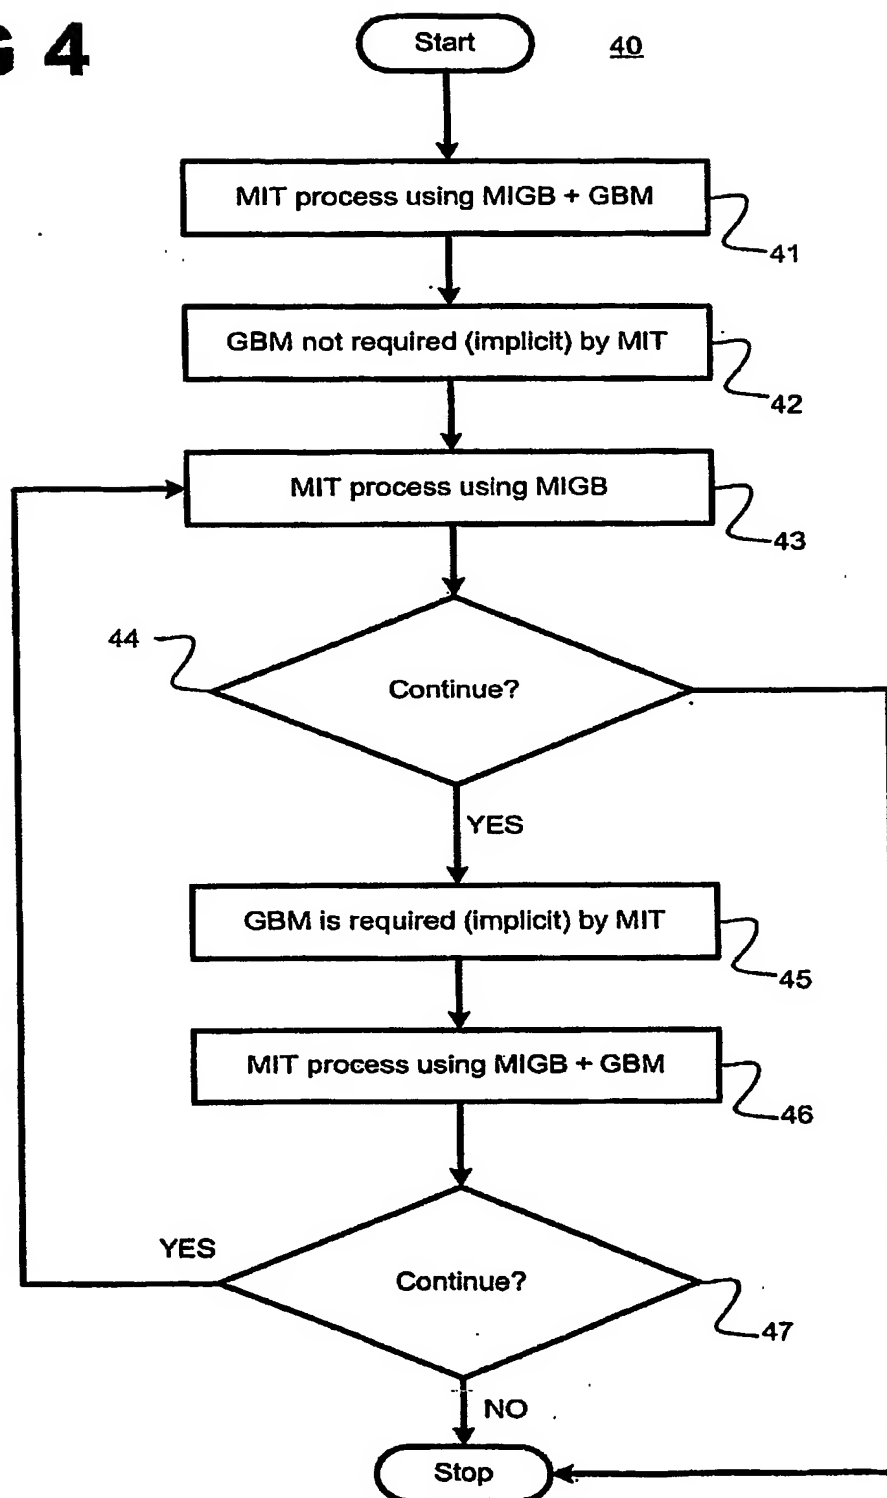 4
Start
40
MIT process using MIGB + GBM
41
GBM not required (implicit) by MIT
42
MIT process using MIGB
43
44
Continue?
YES
GBM is required (implicit) by MIT
45
MIT process using MIGB + GBM
46
YES
Continue?
47
NO
Stop